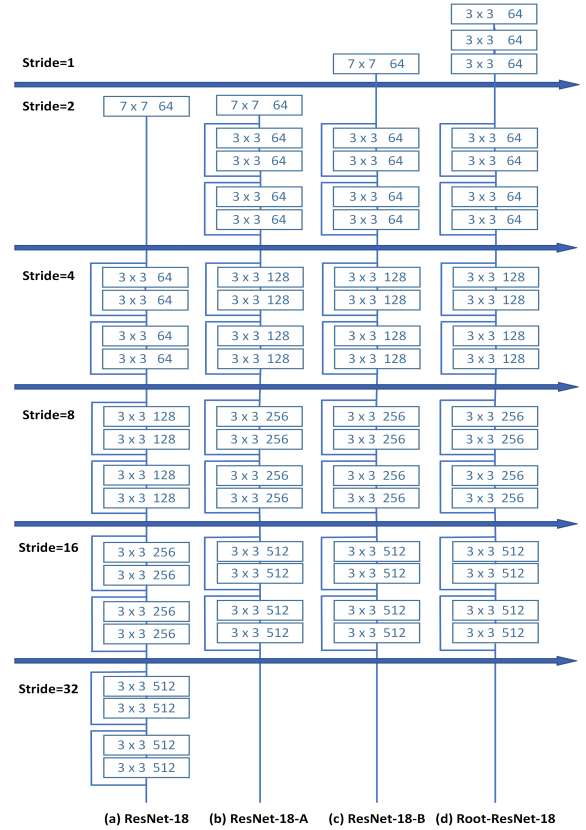 3 x 3 64
3 x 3 64
Stride=1 7 x 7 64 3 x 3 64
Stride=2 7 x 7 64 7 x 7 64
3 x 3 64 3 x 3 64 3 x 3 64
3 x 3 64 3 x 3 64 3 x 3 64
3 x 3 64 3 x 3 64 3 x 3 64
3 x 3 64 3 x 3 64 3 x 3 64
Stride=4 3 x 3 64 3 x 3 128 3 x 3 128 3 x 3 128
3 x 3 64 3 x 3 128 3 x 3 128 3 x 3 128
3 x 3 64 3 x 3 128 3 x 3 128 3 x 3 128
3 x 3 64 3 x 3 128 3 x 3 128 3 x 3 128
Stride=8 3 x 3 128 3 x 3 256 3 x 3 256 3 x 3 256
3 x 3 128 3 x 3 256 3 x 3 256 3 x 3 256
3 x 3 128 3 x 3 256 3 x 3 256 3 x 3 256
3 x 3 128 3 x 3 256 3 x 3 256 3 x 3 256
Stride=16 3 x 3 256 3 x 3 512 3 x 3 512 3 x 3 512
3 x 3 256 3 x 3 512 3 x 3 512 3 x 3 512
3 x 3 256 3 x 3 512 3 x 3 512 3 x 3 512
3 x 3 256 3 x 3 512 3 x 3 512 3 x 3 512
Stride=32 3 x 3 512
3 x 3 512
3 x 3 512
3 x 3 512
(a) ResNet-18 (b) ResNet-18-A (c) ResNet-18-B (d) Root-ResNet-18